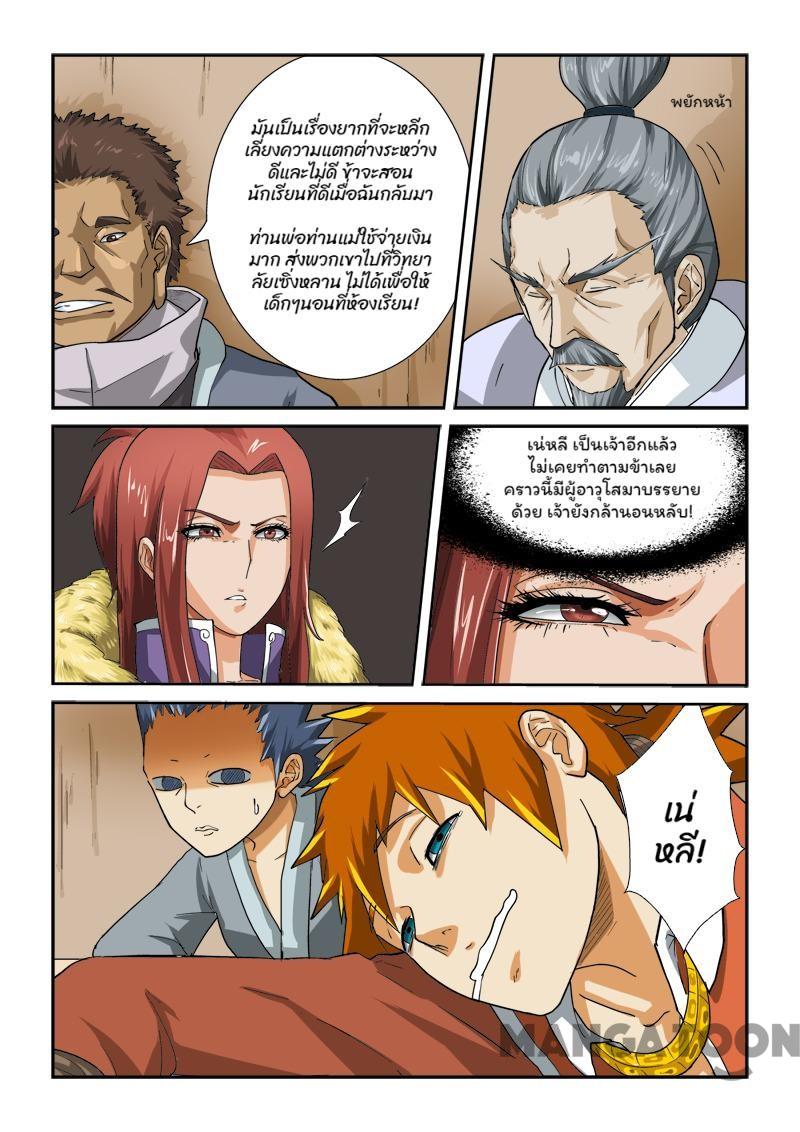 มันเป็นเรื่องยากที่จะหลีก
เลี่ยงความแตกต่างระหว่าง
ดีและไม่ดี ข้าจะสอน
นักเรียนที่ดีเมื่อฉันกลับมา
ท่านพ่อท่านแม่ใช้จ่ายเงิน
มาก ส่งพวกเขาไปที่วิทยา
ลัยเซิ่งหลาน ไม่ได้เพื่อให้
เด็กๆนอนที่ห้องเรียน!
พยักหน้า
เน่หลี เป็นเจ้าอีกแล้ว
ไม่เคยทำตามข้าเลย
คราวนี้มีผู้อาวุโสมาบรรยาย
ด้วย เจ้ายังกล้านอนหลับ!
เน่
หลี!
MANGATOON